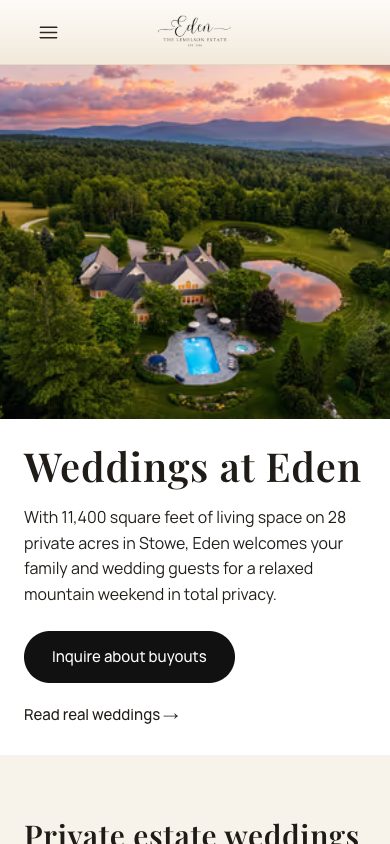 Eden
THE LEMELSON ESTATE
Weddings at Eden
With 11,400 square feet of living space on 28
private acres in Stowe, Eden welcomes your
family and wedding guests for a relaxed
mountain weekend in total privacy.
Inquire about buyouts
Read real weddings →
Private estate weddings